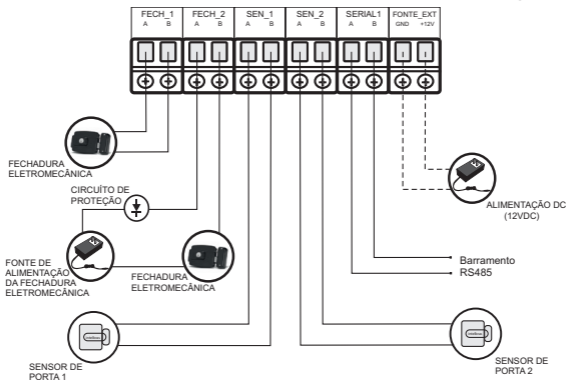 FECH_1 FECH_2 SEN_1 SEN_2 SERIAL1 FONTE_EXT
A B A B A B A B A B GND +12V
FECHADURA
ELETROMECÂNICA
CIRCUÍTO DE
PROTEÇÃO
ALIMENTAÇÃO DC
(12VDC)
FONTE DE
ALIMENTAÇÃO
DA FECHADURA
ELETROMECÂNICA
FECHADURA
ELETROMECÂNICA
Barramento
RS485
SENSOR DE
PORTA 1
SENSOR DE
PORTA 2